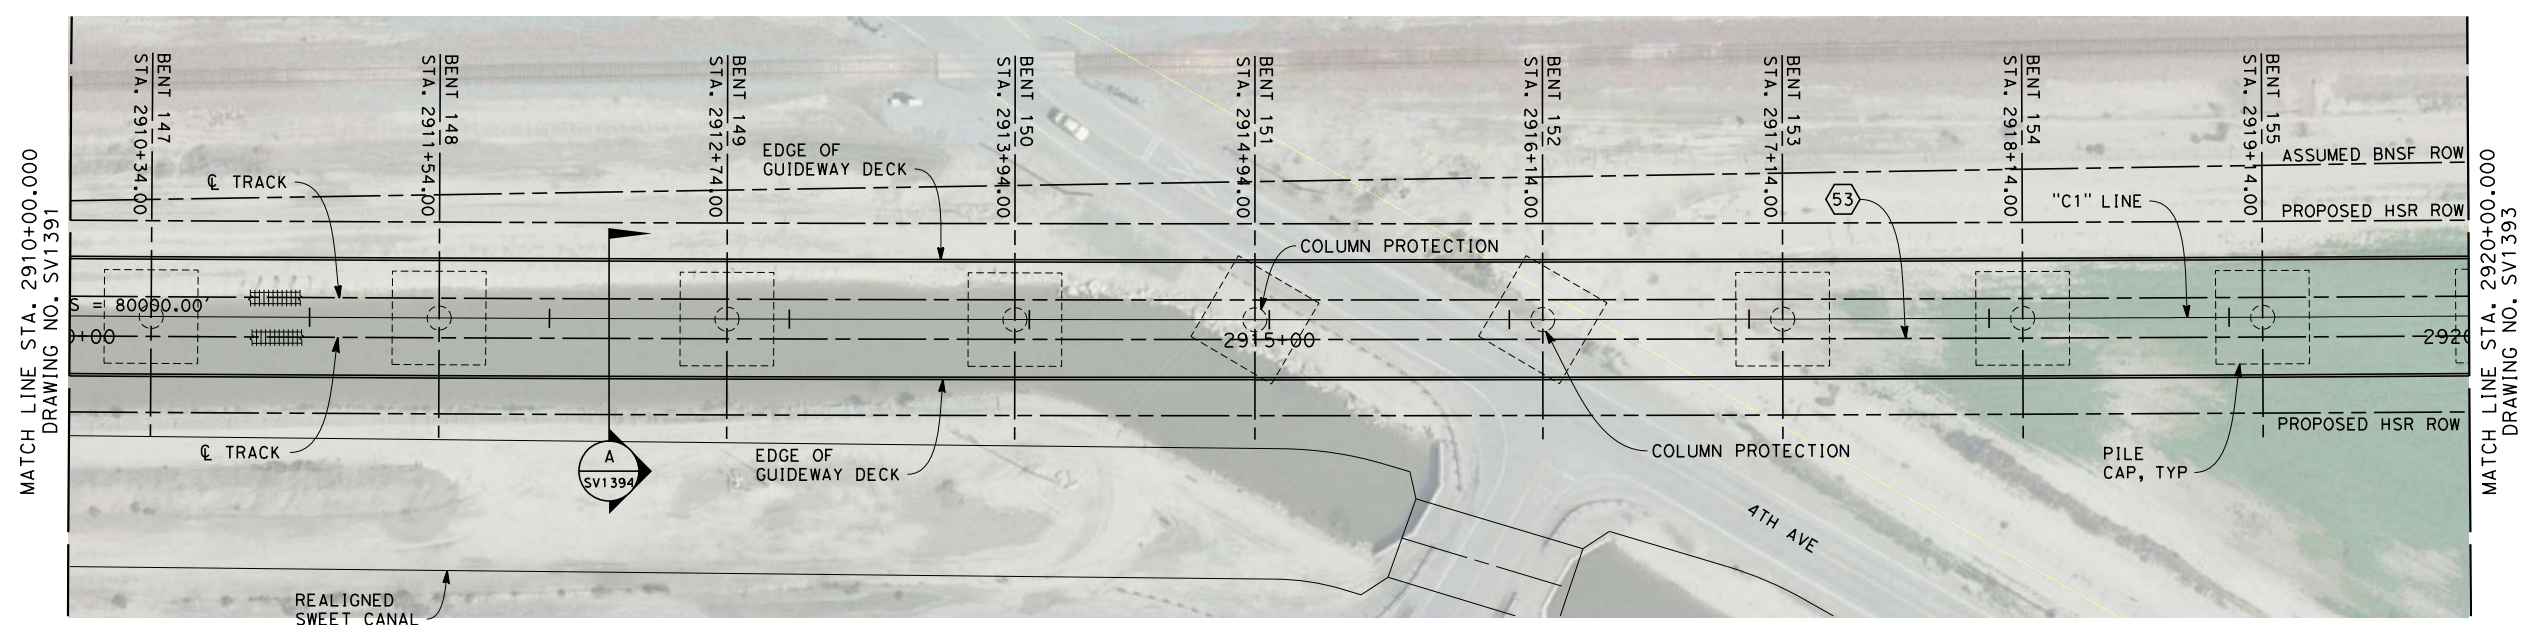 MATCH LINE STA. 2910+00.000
DRAWING NO. SV1391
BENT 147
STA. 2910+34.00
BENT 148
STA. 2911+54.00
BENT 149
STA. 2912+74.00
BENT 150
STA. 2913+94.00
BENT 151
STA. 2914+94.00
BENT 152
STA. 2916+14.00
BENT 153
STA. 2917+14.00
BENT 154
STA. 2918+14.00
BENT 155
STA. 2919+14.00
ASSUMED BNSF ROW
EDGE OF
GUIDEWAY DECK
℄ TRACK
53
"C1" LINE
PROPOSED HSR ROW
COLUMN PROTECTION
S = 80000.00'
0+00
2915+00
2920
PROPOSED HSR ROW
℄ TRACK
A
SV1394
EDGE OF
GUIDEWAY DECK
COLUMN PROTECTION
PILE
CAP, TYP
4TH AVE
REALIGNED
SWEET CANAL
MATCH LINE STA. 2920+00.000
DRAWING NO. SV1393